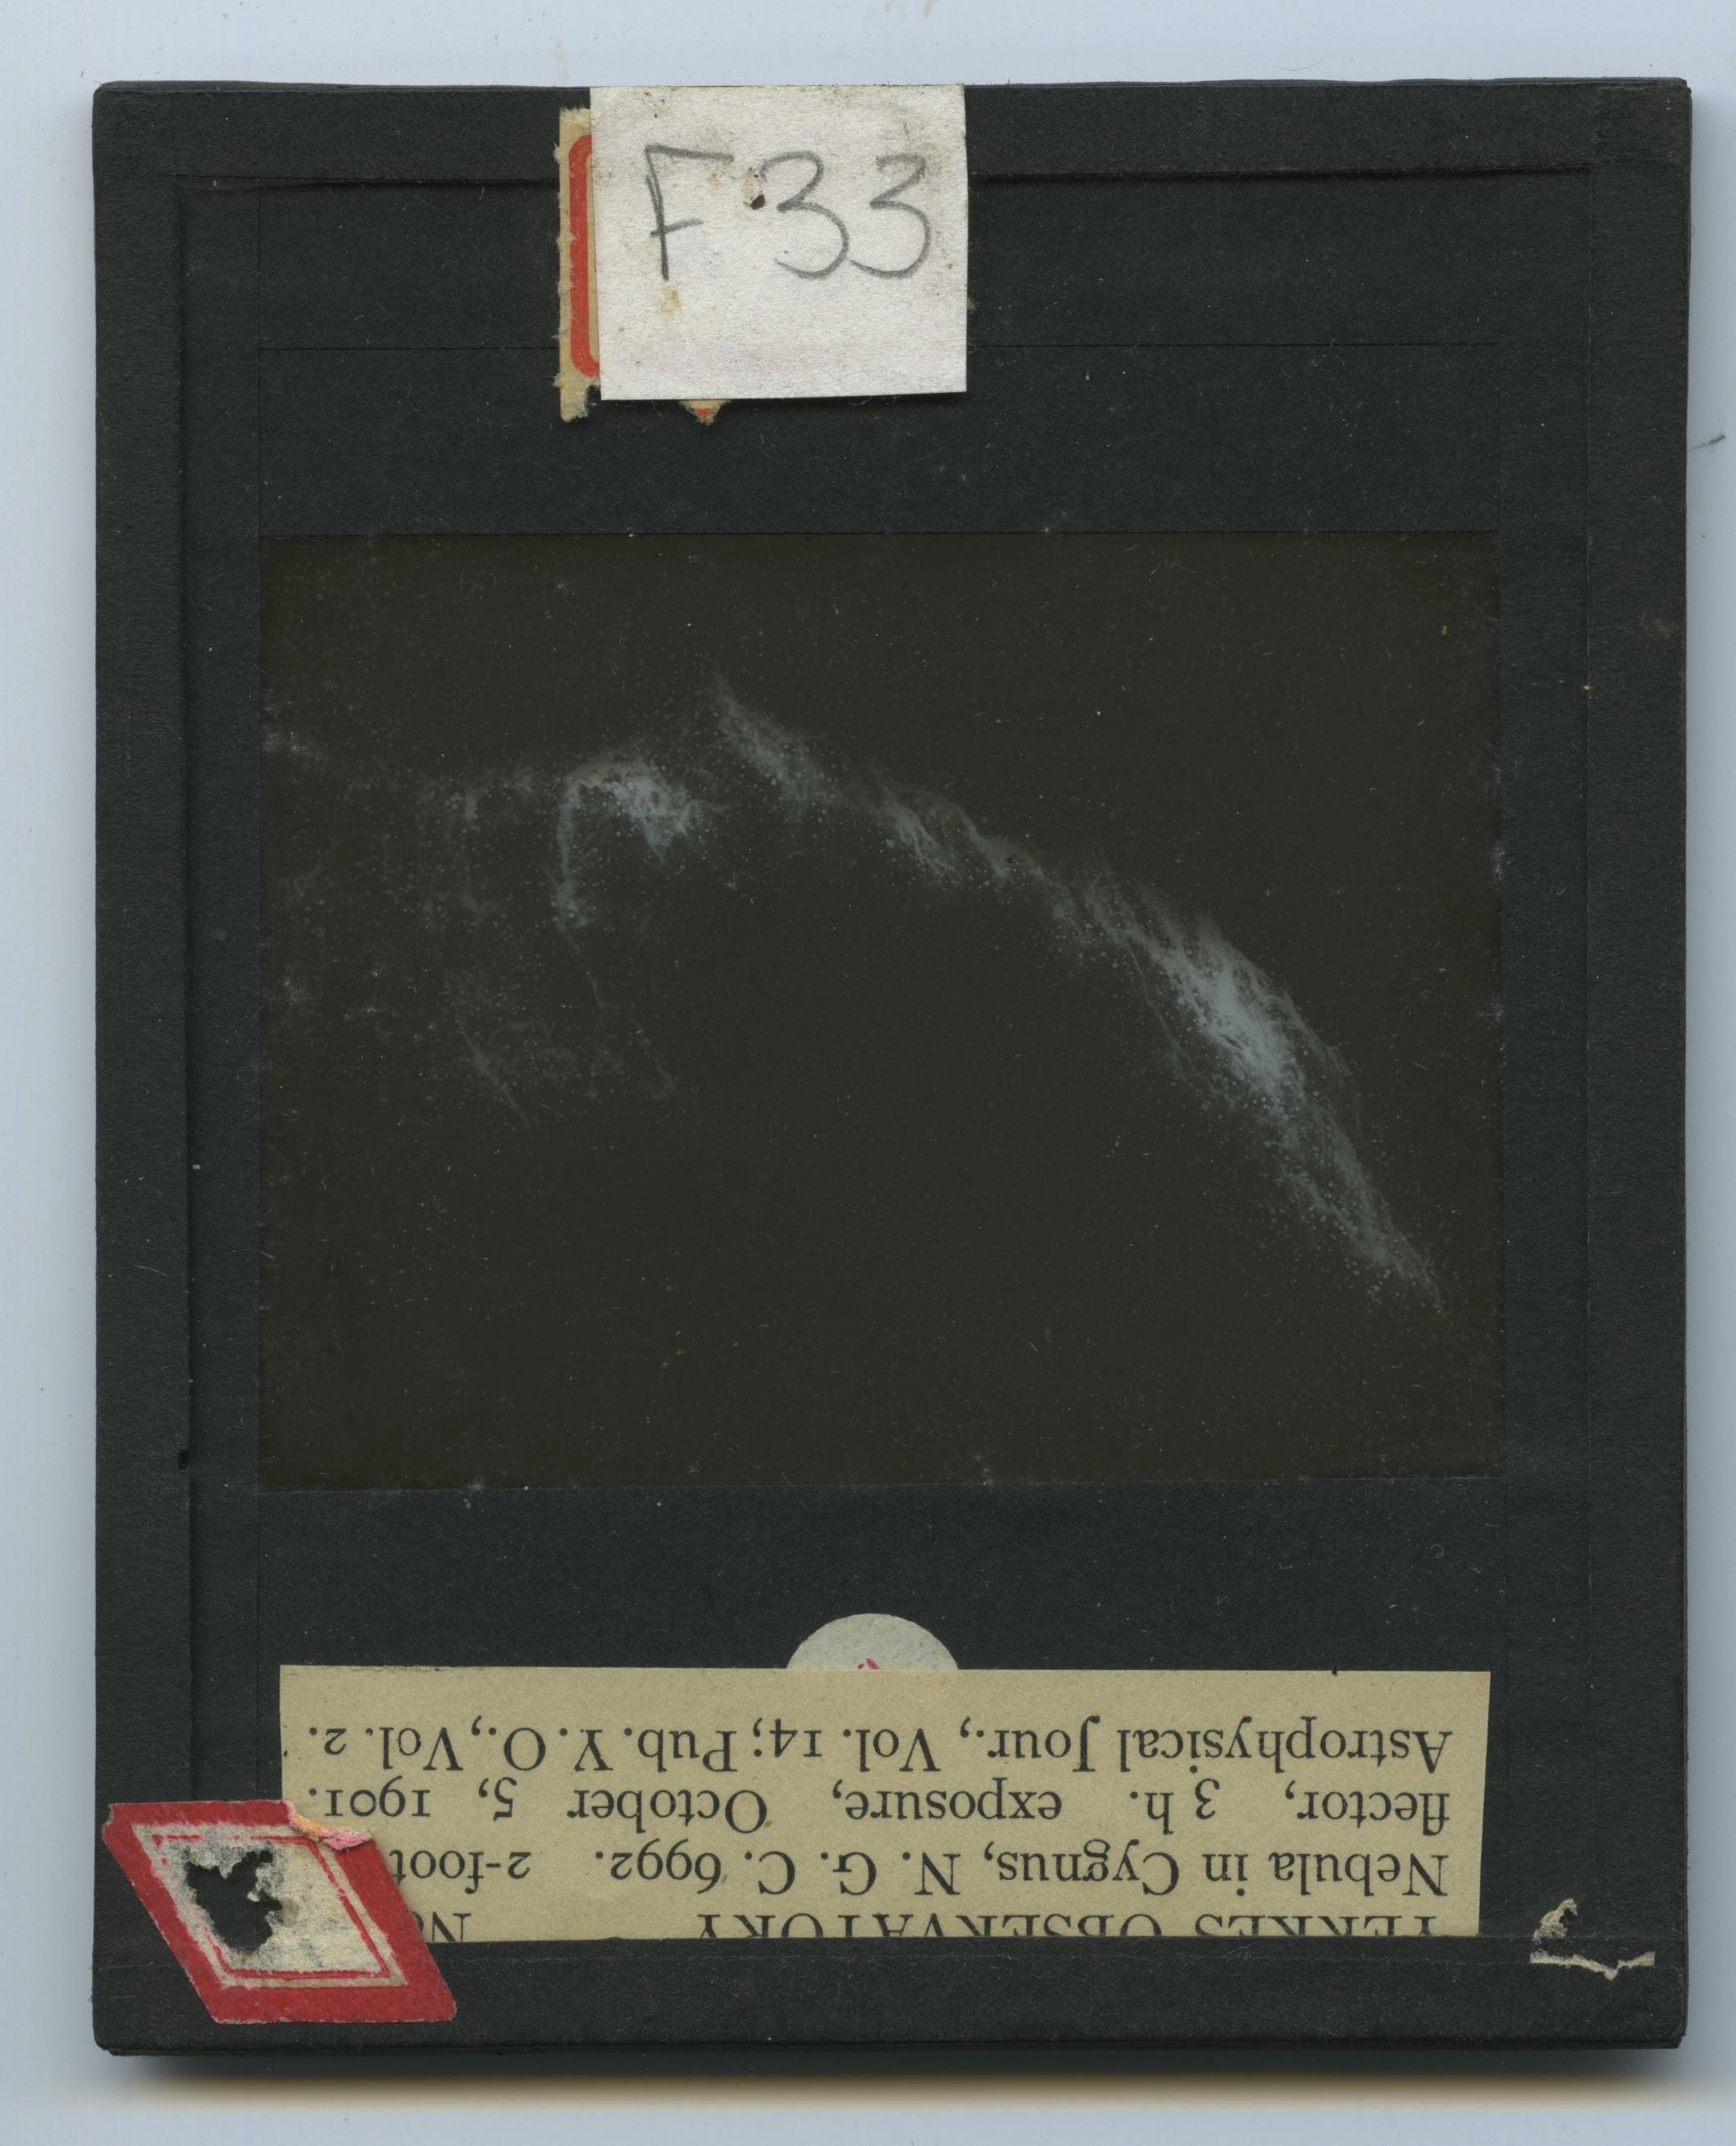 F 33
YERKES OBSERVATORY
Nebula in Cygnus, N. G. C. 6992. 2-foot
flector, 3 h. exposure, October 5, 1901.
Astrophysical Jour., Vol. 14; Pub. Y. O., Vol. 2.